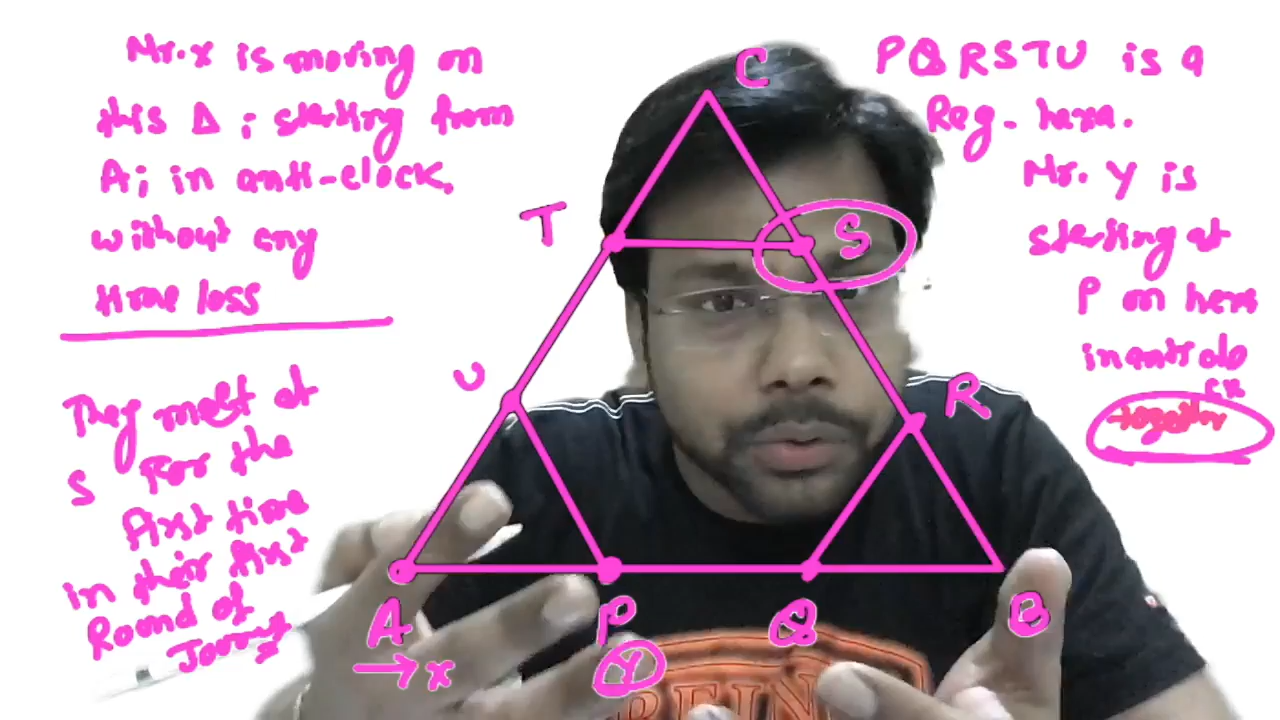 Mr. x is moving on
this Δ ; starting from
A; in anti-clock.
without any
time loss
They meet at
S For the
first time
in their first
Round of
PQRSTU is a
Reg. hexa.
Mr. Y is
starting at
P on hexa
in anti clo
ck
together
C
T
S
U
R
A
P
Q
B
→ x
Y